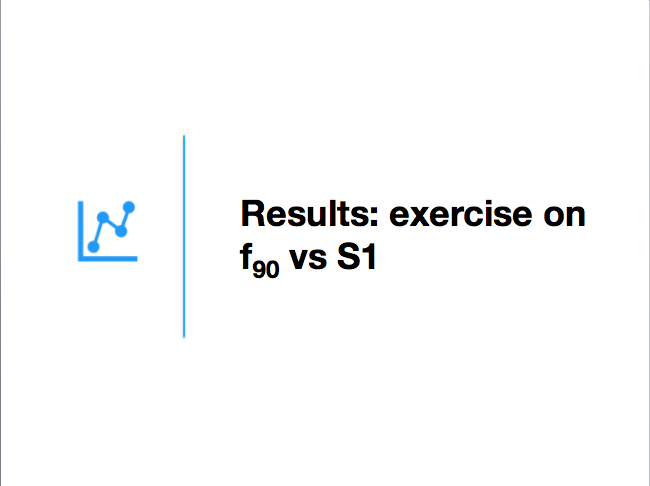 Results: exercise on
f₉₀ vs S1